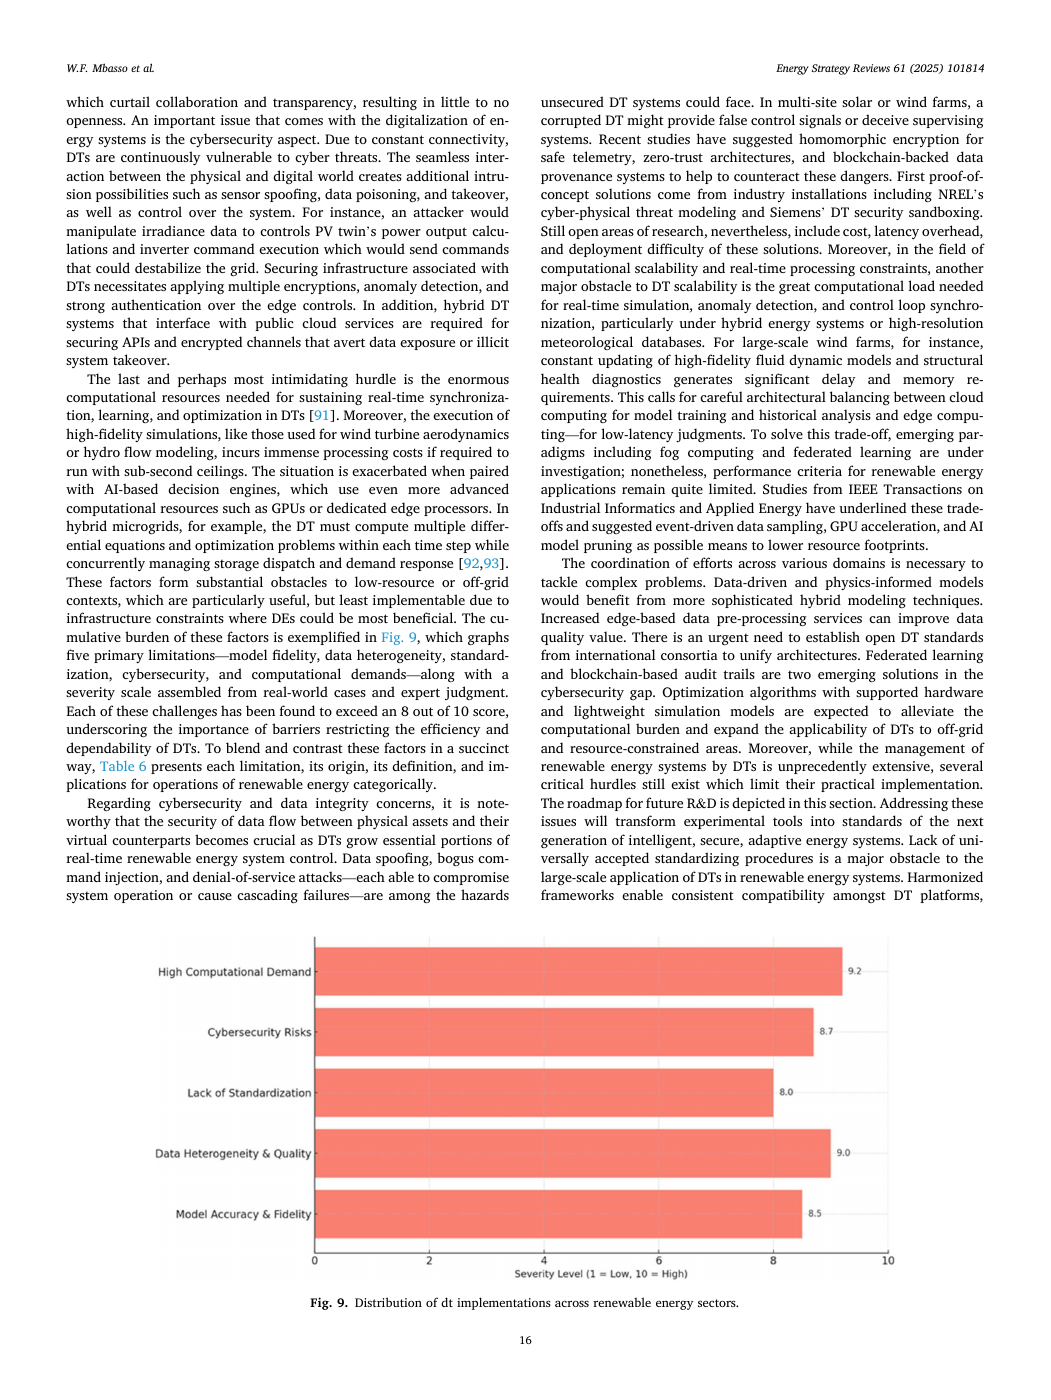 W.F. Mbasso et al.
Energy Strategy Reviews 61 (2025) 101814
which curtail collaboration and transparency, resulting in little to no
openness. An important issue that comes with the digitalization of en-
ergy systems is the cybersecurity aspect. Due to constant connectivity,
DTs are continuously vulnerable to cyber threats. The seamless inter-
action between the physical and digital world creates additional intru-
sion possibilities such as sensor spoofing, data poisoning, and takeover,
as well as control over the system. For instance, an attacker would
manipulate irradiance data to controls PV twin's power output calcu-
lations and inverter command execution which would send commands
that could destabilize the grid. Securing infrastructure associated with
DTs necessitates applying multiple encryptions, anomaly detection, and
strong authentication over the edge controls. In addition, hybrid DT
systems that interface with public cloud services are required for
securing APIs and encrypted channels that avert data exposure or illicit
system takeover.
The last and perhaps most intimidating hurdle is the enormous
computational resources needed for sustaining real-time synchroniza-
tion, learning, and optimization in DTs [91]. Moreover, the execution of
high-fidelity simulations, like those used for wind turbine aerodynamics
or hydro flow modeling, incurs immense processing costs if required to
run with sub-second ceilings. The situation is exacerbated when paired
with AI-based decision engines, which use even more advanced
computational resources such as GPUs or dedicated edge processors. In
hybrid microgrids, for example, the DT must compute multiple differ-
ential equations and optimization problems within each time step while
concurrently managing storage dispatch and demand response [92,93].
These factors form substantial obstacles to low-resource or off-grid
contexts, which are particularly useful, but least implementable due to
infrastructure constraints where DEs could be most beneficial. The cu-
mulative burden of these factors is exemplified in Fig. 9, which graphs
five primary limitations—model fidelity, data heterogeneity, standard-
ization, cybersecurity, and computational demands—along with a
severity scale assembled from real-world cases and expert judgment.
Each of these challenges has been found to exceed an 8 out of 10 score,
underscoring the importance of barriers restricting the efficiency and
dependability of DTs. To blend and contrast these factors in a succinct
way, Table 6 presents each limitation, its origin, its definition, and im-
plications for operations of renewable energy categorically.
Regarding cybersecurity and data integrity concerns, it is note-
worthy that the security of data flow between physical assets and their
virtual counterparts becomes crucial as DTs grow essential portions of
real-time renewable energy system control. Data spoofing, bogus com-
mand injection, and denial-of-service attacks—each able to compromise
system operation or cause cascading failures—are among the hazards
unsecured DT systems could face. In multi-site solar or wind farms, a
corrupted DT might provide false control signals or deceive supervising
systems. Recent studies have suggested homomorphic encryption for
safe telemetry, zero-trust architectures, and blockchain-backed data
provenance systems to help to counteract these dangers. First proof-of-
concept solutions come from industry installations including NREL's
cyber-physical threat modeling and Siemens' DT security sandboxing.
Still open areas of research, nevertheless, include cost, latency overhead,
and deployment difficulty of these solutions. Moreover, in the field of
computational scalability and real-time processing constraints, another
major obstacle to DT scalability is the great computational load needed
for real-time simulation, anomaly detection, and control loop synchro-
nization, particularly under hybrid energy systems or high-resolution
meteorological databases. For large-scale wind farms, for instance,
constant updating of high-fidelity fluid dynamic models and structural
health diagnostics generates significant delay and memory re-
quirements. This calls for careful architectural balancing between cloud
computing for model training and historical analysis and edge compu-
ting—for low-latency judgments. To solve this trade-off, emerging par-
adigms including fog computing and federated learning are under
investigation; nonetheless, performance criteria for renewable energy
applications remain quite limited. Studies from IEEE Transactions on
Industrial Informatics and Applied Energy have underlined these trade-
offs and suggested event-driven data sampling, GPU acceleration, and AI
model pruning as possible means to lower resource footprints.
The coordination of efforts across various domains is necessary to
tackle complex problems. Data-driven and physics-informed models
would benefit from more sophisticated hybrid modeling techniques.
Increased edge-based data pre-processing services can improve data
quality value. There is an urgent need to establish open DT standards
from international consortia to unify architectures. Federated learning
and blockchain-based audit trails are two emerging solutions in the
cybersecurity gap. Optimization algorithms with supported hardware
and lightweight simulation models are expected to alleviate the
computational burden and expand the applicability of DTs to off-grid
and resource-constrained areas. Moreover, while the management of
renewable energy systems by DTs is unprecedently extensive, several
critical hurdles still exist which limit their practical implementation.
The roadmap for future R&D is depicted in this section. Addressing these
issues will transform experimental tools into standards of the next
generation of intelligent, secure, adaptive energy systems. Lack of uni-
versally accepted standardizing procedures is a major obstacle to the
large-scale application of DTs in renewable energy systems. Harmonized
frameworks enable consistent compatibility amongst DT platforms,
High Computational Demand 9.2
Cybersecurity Risks 8.7
Lack of Standardization 8.0
Data Heterogeneity & Quality 9.0
Model Accuracy & Fidelity 8.5
0 2 4 6 8 10
Severity Level (1 = Low, 10 = High)
Fig. 9. Distribution of dt implementations across renewable energy sectors.
16